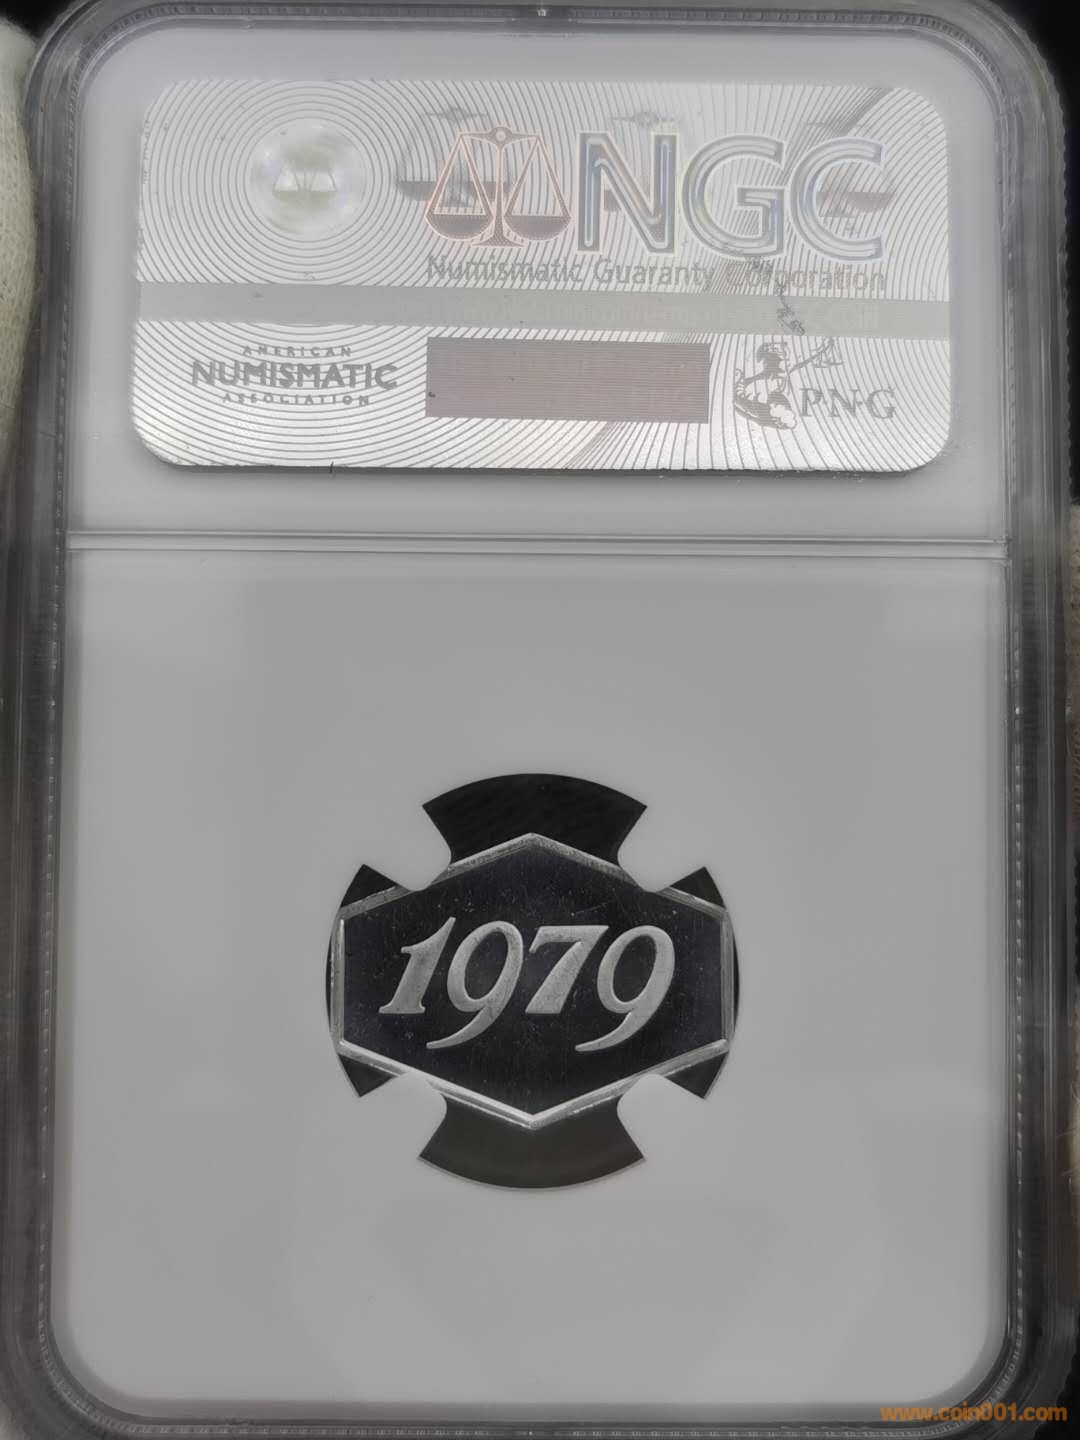 NGC
Numismatic Guaranty Corporation
AMERICAN
NUMISMATIC
ASSOCIATION
PNG
1979
www.coin001.com